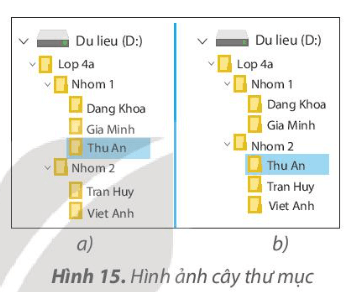 Du lieu (D:)
Lop 4a
Nhom 1
Dang Khoa
Gia Minh
Thu An
Nhom 2
Tran Huy
Viet Anh
a)
Du lieu (D:)
Lop 4a
Nhom 1
Dang Khoa
Gia Minh
Nhom 2
Thu An
Tran Huy
Viet Anh
b)
Hình 15. Hình ảnh cây thư mục